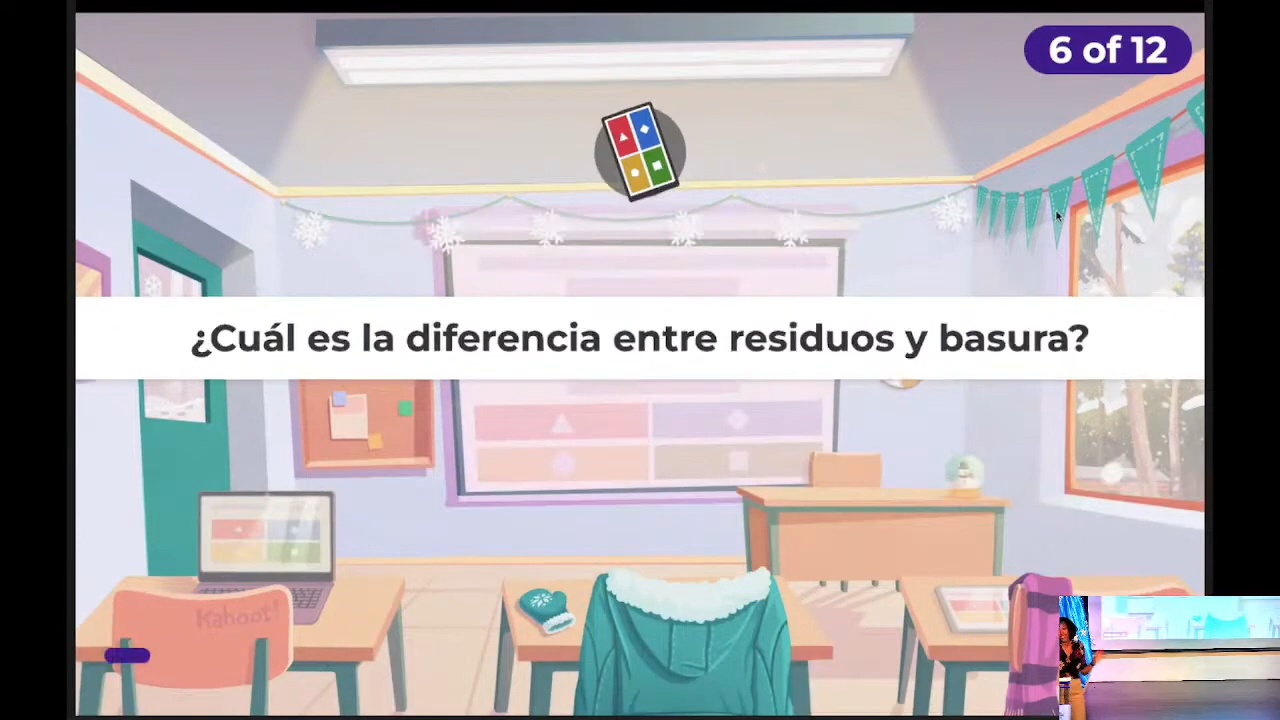 6 of 12
¿Cuál es la diferencia entre residuos y basura?
Kahoot!